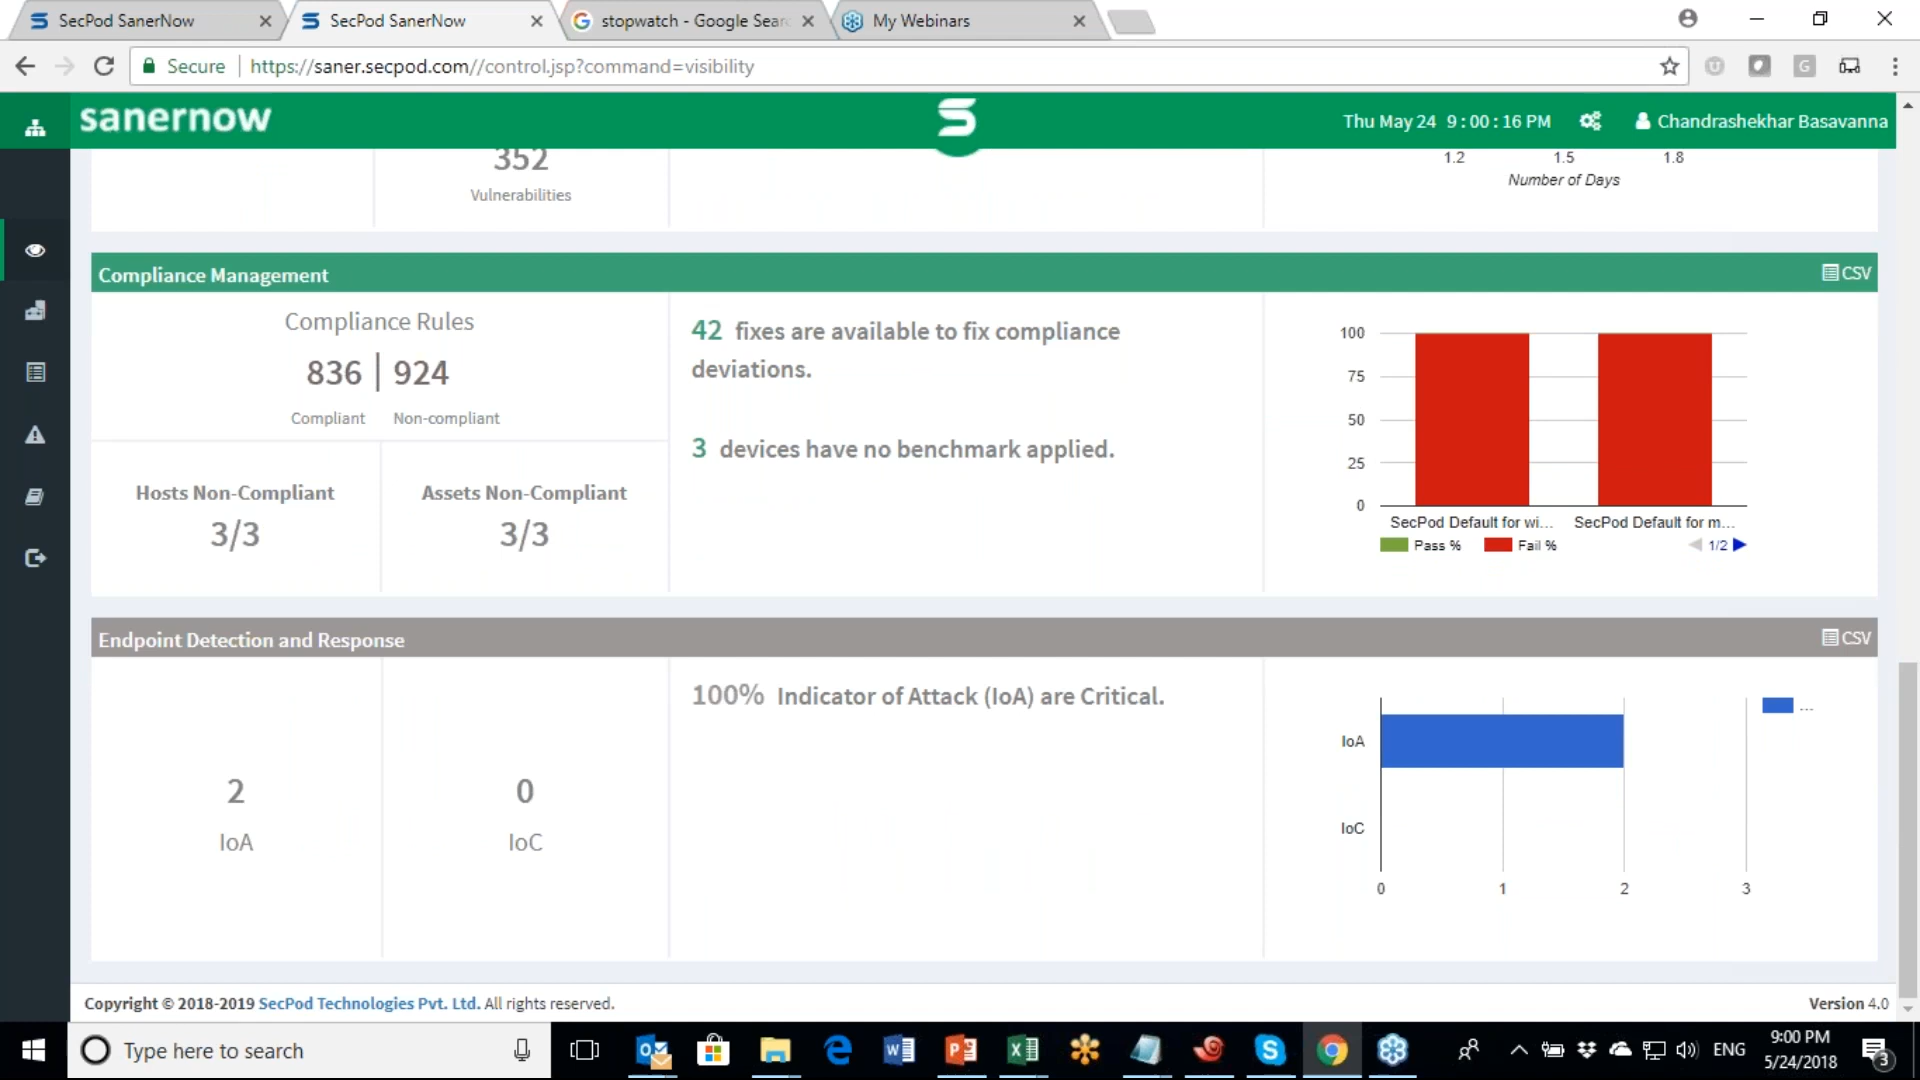 SecPod SanerNow
SecPod SanerNow
stopwatch - Google Sear
My Webinars
Secure
https://saner.secpod.com//control.jsp?command=visibility
sanernow
Thu May 24 9:00:16 PM
Chandrashekhar Basavanna
352
Vulnerabilities
1.2 1.5 1.8
Number of Days
Compliance Management
CSV
Compliance Rules
836 | 924
Compliant Non-compliant
Hosts Non-Compliant
3/3
Assets Non-Compliant
3/3
42 fixes are available to fix compliance
deviations.
3 devices have no benchmark applied.
100
75
50
25
0
SecPod Default for wi... SecPod Default for m...
Pass % Fail % 1/2
Endpoint Detection and Response
CSV
2
IoA
0
IoC
100% Indicator of Attack (IoA) are Critical.
...
IoA
IoC
0 1 2 3
Copyright © 2018-2019 SecPod Technologies Pvt. Ltd. All rights reserved.
Version 4.0
Type here to search
ENG
9:00 PM
5/24/2018
3